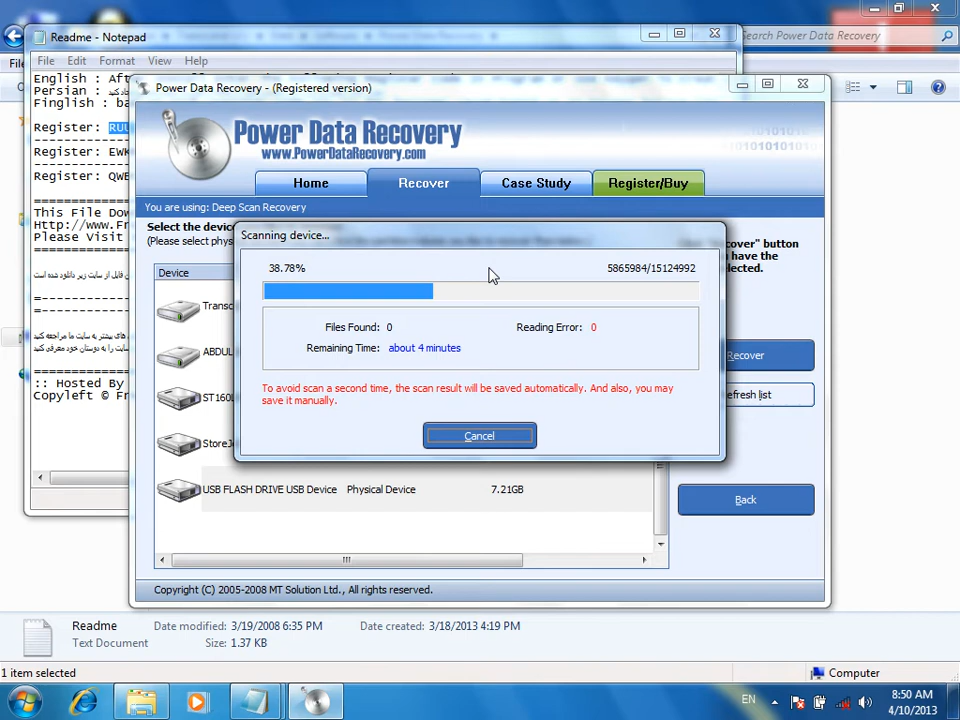 Readme - Notepad
Search Power Data Recovery
File Edit Format View Help
English : Aft
Persian :
Finglish : ba
Register: RUU
Register: EWK
Register: QWE
This File Dow
Http://www.Fr
Please Visit
:: Hosted By
Copyleft © Fr
Power Data Recovery - (Registered version)
Power Data Recovery
www.PowerDataRecovery.com
Home Recover Case Study Register/Buy
You are using: Deep Scan Recovery
Select the device
(Please select phys
cover" button
have the
lected.
Device
Transc
ABDUL
ST160L
StoreJe
USB FLASH DRIVE USB Device Physical Device 7.21GB
Recover
efresh list
Back
Scanning device...
38.78% 5865984/15124992
Files Found: 0 Reading Error: 0
Remaining Time: about 4 minutes
To avoid scan a second time, the scan result will be saved automatically. And also, you may
save it manually.
Cancel
Copyright (C) 2005-2008 MT Solution Ltd., All rights reserved.
Readme Date modified: 3/19/2008 6:35 PM Date created: 3/18/2013 4:19 PM
Text Document Size: 1.37 KB
1 item selected
Computer
EN
8:50 AM
4/10/2013